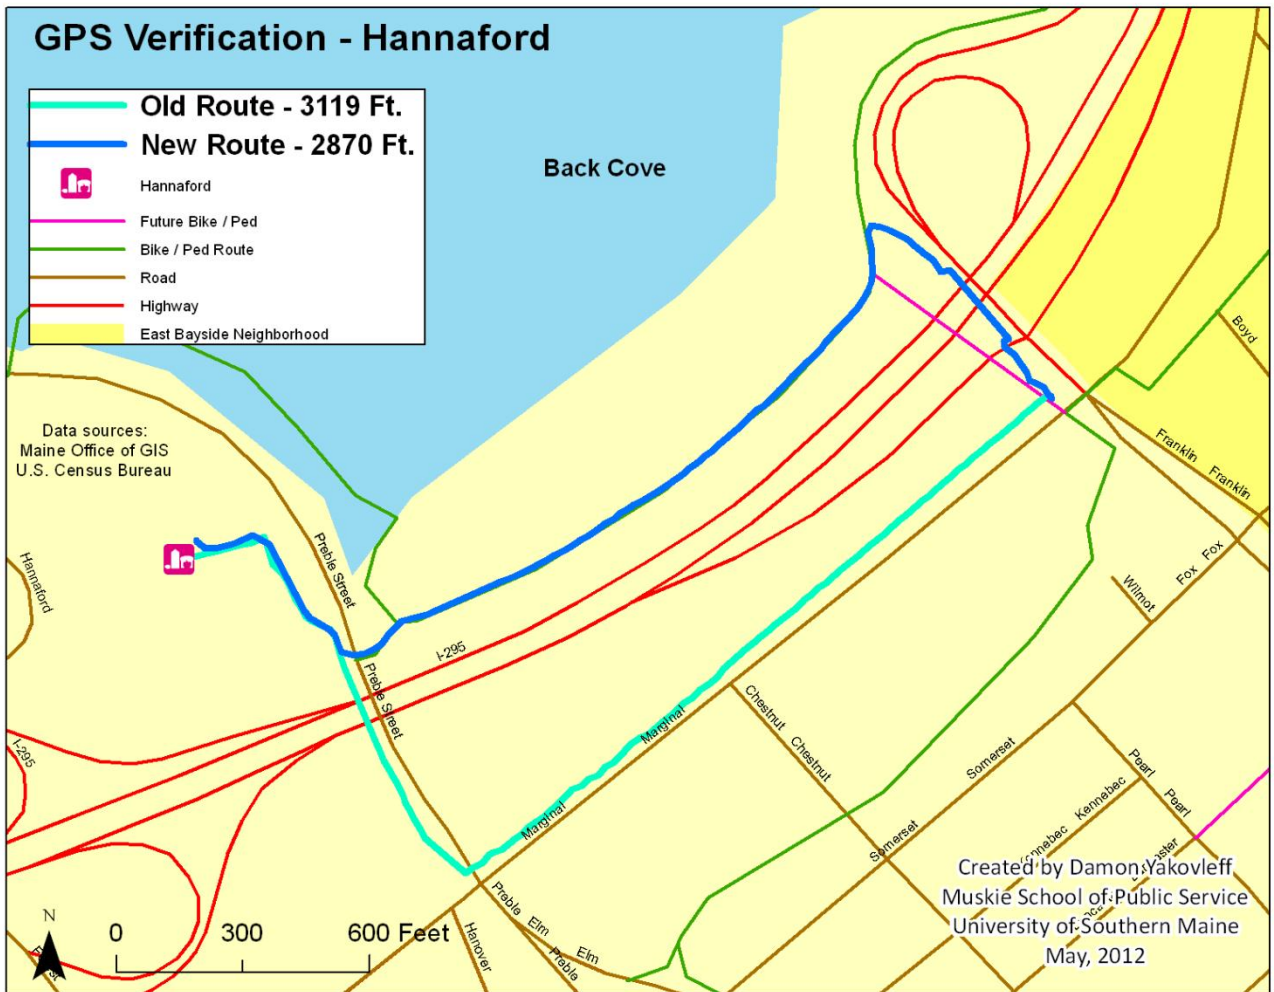 GPS Verification - Hannaford
Old Route - 3119 Ft.
New Route - 2870 Ft.
Hannaford
Future Bike / Ped
Bike / Ped Route
Road
Highway
East Bayside Neighborhood
Back Cove
Boyd
Data sources:
Maine Office of GIS
U.S. Census Bureau
Franklin
Franklin
Preble Street
Hannaford
Fox
Fox
Wilmot
I-295
Preble Street
Chestnut
Chestnut
Marginal
I-295
Somerset
Pearl
Pearl
Kennebec
Marginal
Somerset
Created by Damon Yakovleff
Muskie School of Public Service
University of Southern Maine
May, 2012
Preble
Elm
Elm
Preble
Hanover
N
0 300 600 Feet